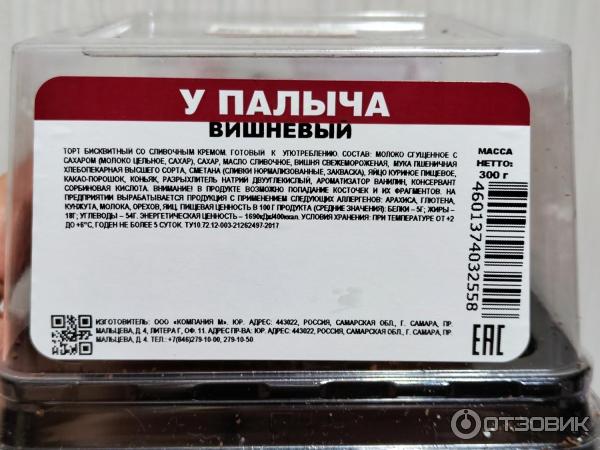 У ПАЛЫЧА
ВИШНЕВЫЙ
ТОРТ БИСКВИТНЫЙ СО СЛИВОЧНЫМ КРЕМОМ. ГОТОВЫЙ К УПОТРЕБЛЕНИЮ. СОСТАВ: МОЛОКО СГУЩЕННОЕ С
САХАРОМ (МОЛОКО ЦЕЛЬНОЕ, САХАР), САХАР, МАСЛО СЛИВОЧНОЕ, ВИШНЯ СВЕЖЕМОРОЖЕНАЯ, МУКА ПШЕНИЧНАЯ
ХЛЕБОПЕКАРНАЯ ВЫСШЕГО СОРТА, СМЕТАНА (СЛИВКИ НОРМАЛИЗОВАННЫЕ, ЗАКВАСКА), ЯЙЦО КУРИНОЕ ПИЩЕВОЕ,
КАКАО-ПОРОШОК, КОНЬЯК, РАЗРЫХЛИТЕЛЬ НАТРИЙ ДВУУГЛЕКИСЛЫЙ, АРОМАТИЗАТОР ВАНИЛИН, КОНСЕРВАНТ
СОРБИНОВАЯ КИСЛОТА. ВНИМАНИЕ! В ПРОДУКТЕ ВОЗМОЖНО ПОПАДАНИЕ КОСТОЧЕК И ИХ ФРАГМЕНТОВ. НА
ПРЕДПРИЯТИИ ВЫРАБАТЫВАЕТСЯ ПРОДУКЦИЯ С ПРИМЕНЕНИЕМ СЛЕДУЮЩИХ АЛЛЕРГЕНОВ: АРАХИСА, ГЛЮТЕНА,
КУНЖУТА, МОЛОКА, ОРЕХОВ, ЯИЦ. ПИЩЕВАЯ ЦЕННОСТЬ В 100 Г ПРОДУКТА (СРЕДНИЕ ЗНАЧЕНИЯ): БЕЛКИ – 5Г; ЖИРЫ –
18Г; УГЛЕВОДЫ – 54Г. ЭНЕРГЕТИЧЕСКАЯ ЦЕННОСТЬ – 1690кДж/400ккал. УСЛОВИЯ ХРАНЕНИЯ: ПРИ ТЕМПЕРАТУРЕ ОТ +2
ДО +6°С, ГОДЕН НЕ БОЛЕЕ 5 СУТОК. ТУ10.72.12-003-21262497-2017
МАССА
НЕТТО:
300 г
4601374032558
ИЗГОТОВИТЕЛЬ: ООО «КОМПАНИЯ М». ЮР. АДРЕС: 443022, РОССИЯ, САМАРСКАЯ ОБЛ., Г. САМАРА, ПР.
МАЛЬЦЕВА, Д. 4, ЛИТЕРА Г, ОФ. 11. АДРЕС ПР-ВА: ЮР. АДРЕС: 443022, РОССИЯ, САМАРСКАЯ ОБЛ., Г. САМАРА, ПР.
МАЛЬЦЕВА, Д. 4. ТЕЛ.: +7(846)279-10-00, 279-10-50
ЕАС
ОТЗОВИК